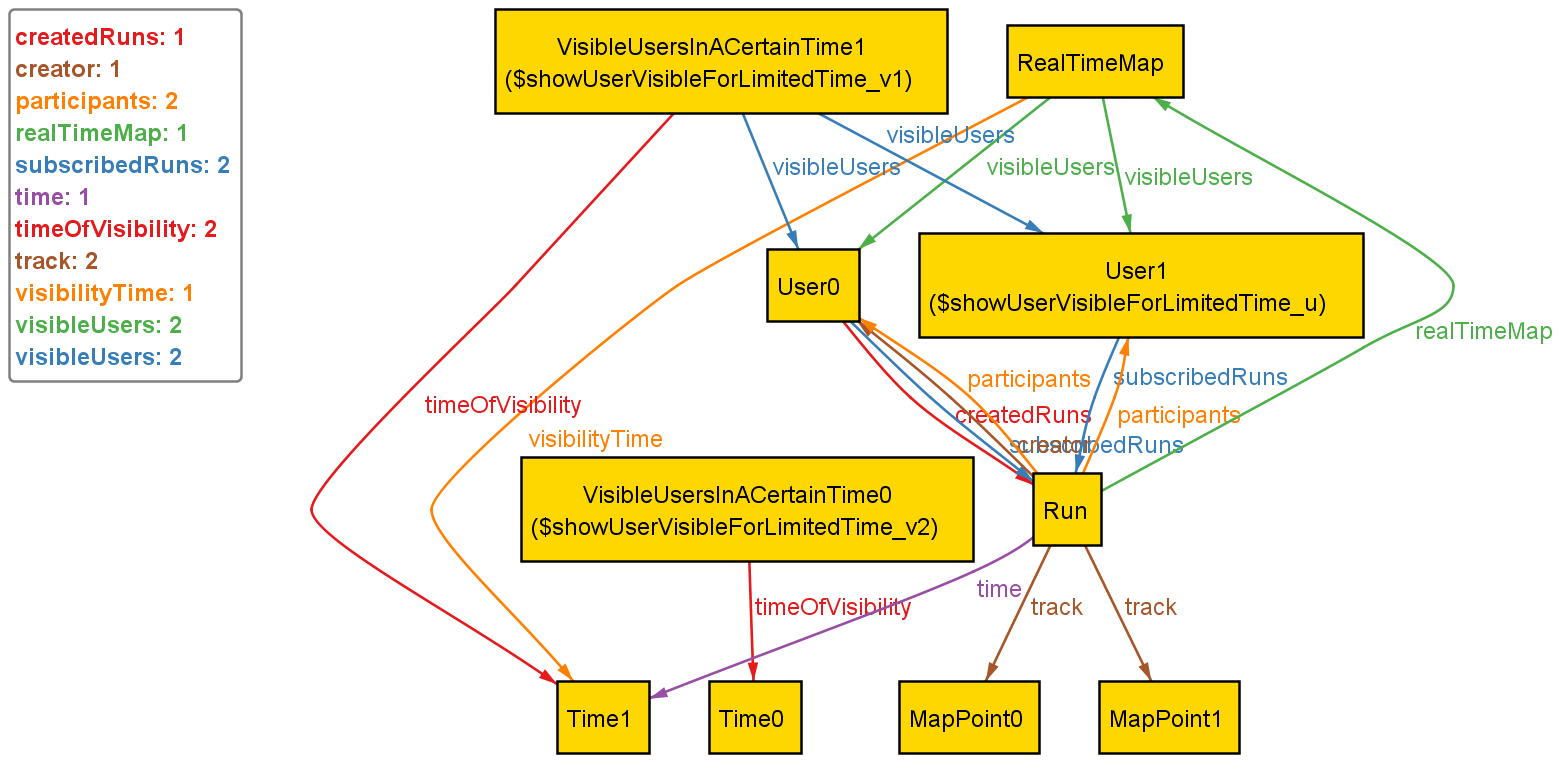 createdRuns: 1
creator: 1
participants: 2
realTimeMap: 1
subscribedRuns: 2
time: 1
timeOfVisibility: 2
track: 2
visibilityTime: 1
visibleUsers: 2
visibleUsers: 2
VisibleUsersInACertainTime1
($showUserVisibleForLimitedTime_v1)
RealTimeMap
visibleUsers
visibleUsers
visibleUsers
visibleUsers
User0
User1
($showUserVisibleForLimitedTime_u)
realTimeMap
participants
subscribedRuns
timeOfVisibility
createdRuns
participants
visibilityTime
subscribedRuns
creator
VisibleUsersInACertainTime0
($showUserVisibleForLimitedTime_v2)
Run
time
timeOfVisibility
track
track
Time1
Time0
MapPoint0
MapPoint1